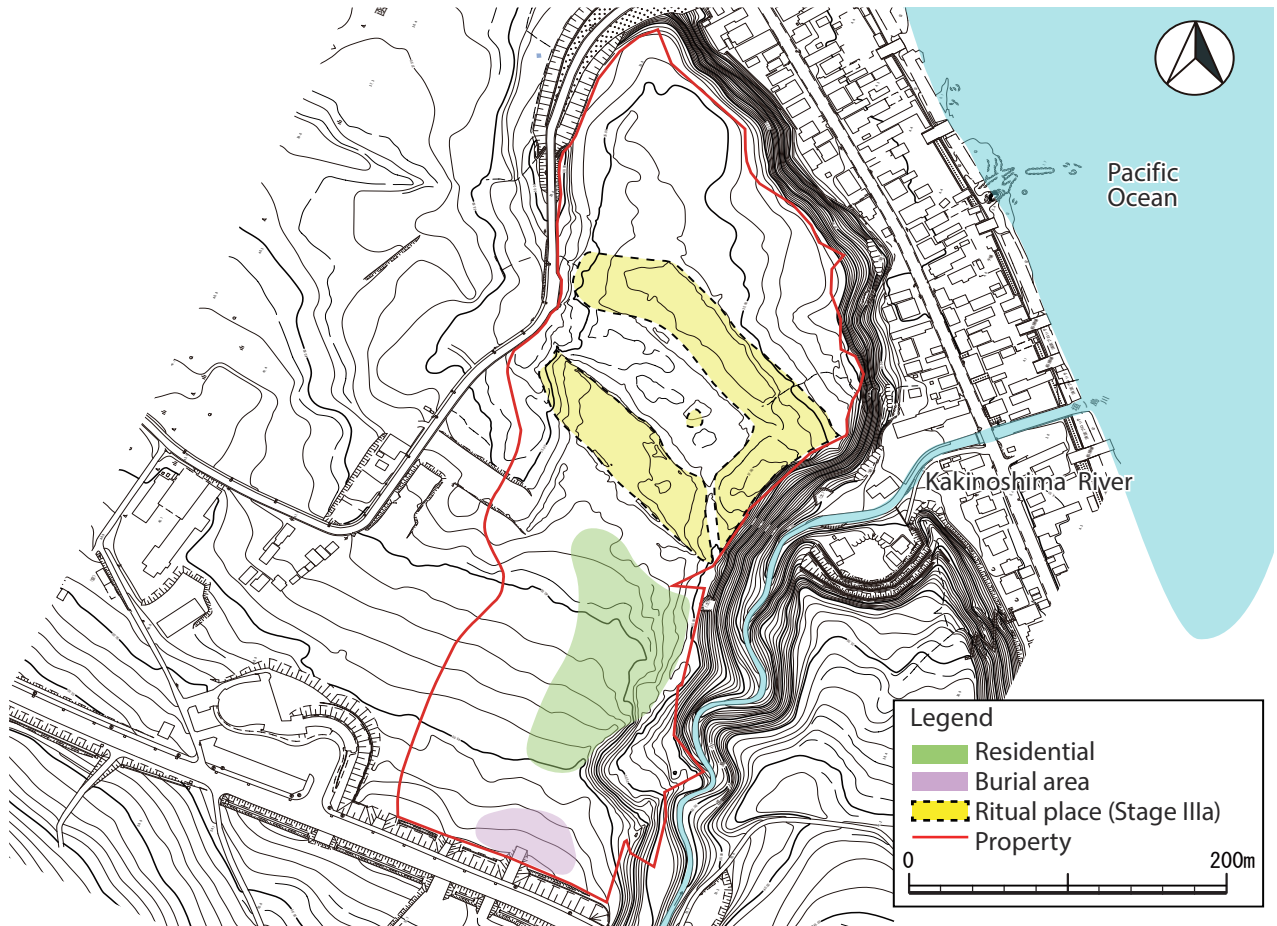 Pacific
Ocean
Kakinoshima River
Legend
Residential
Burial area
Ritual place (Stage IIIa)
Property
0 200m